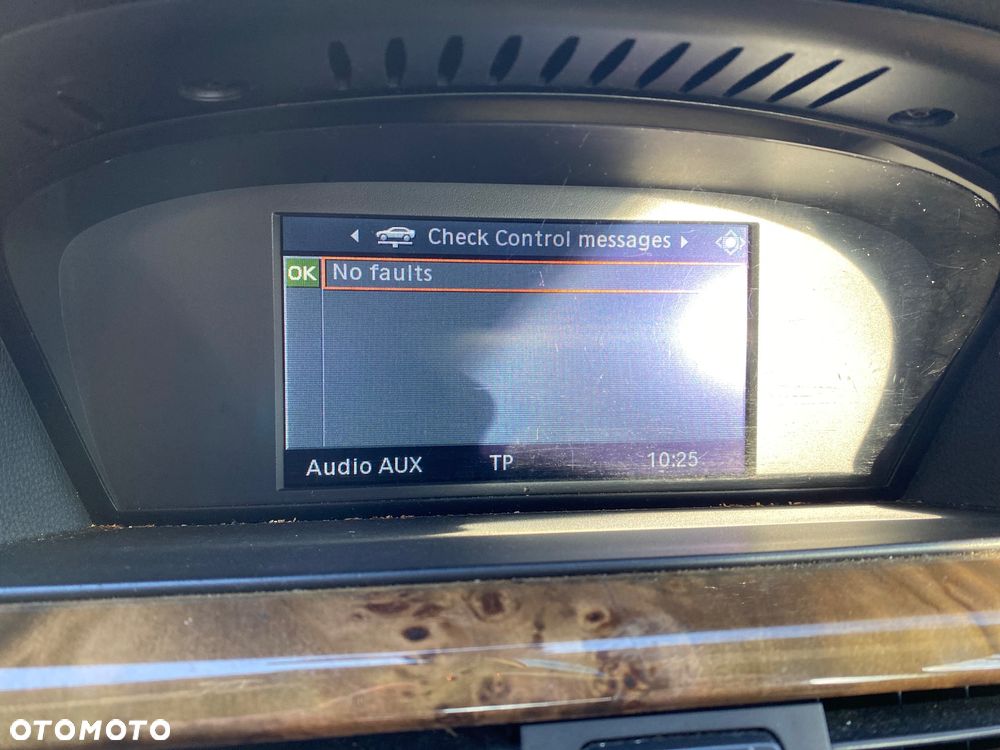 Check Control messages
OK No faults
Audio AUX TP 10:25
OTOMOTO